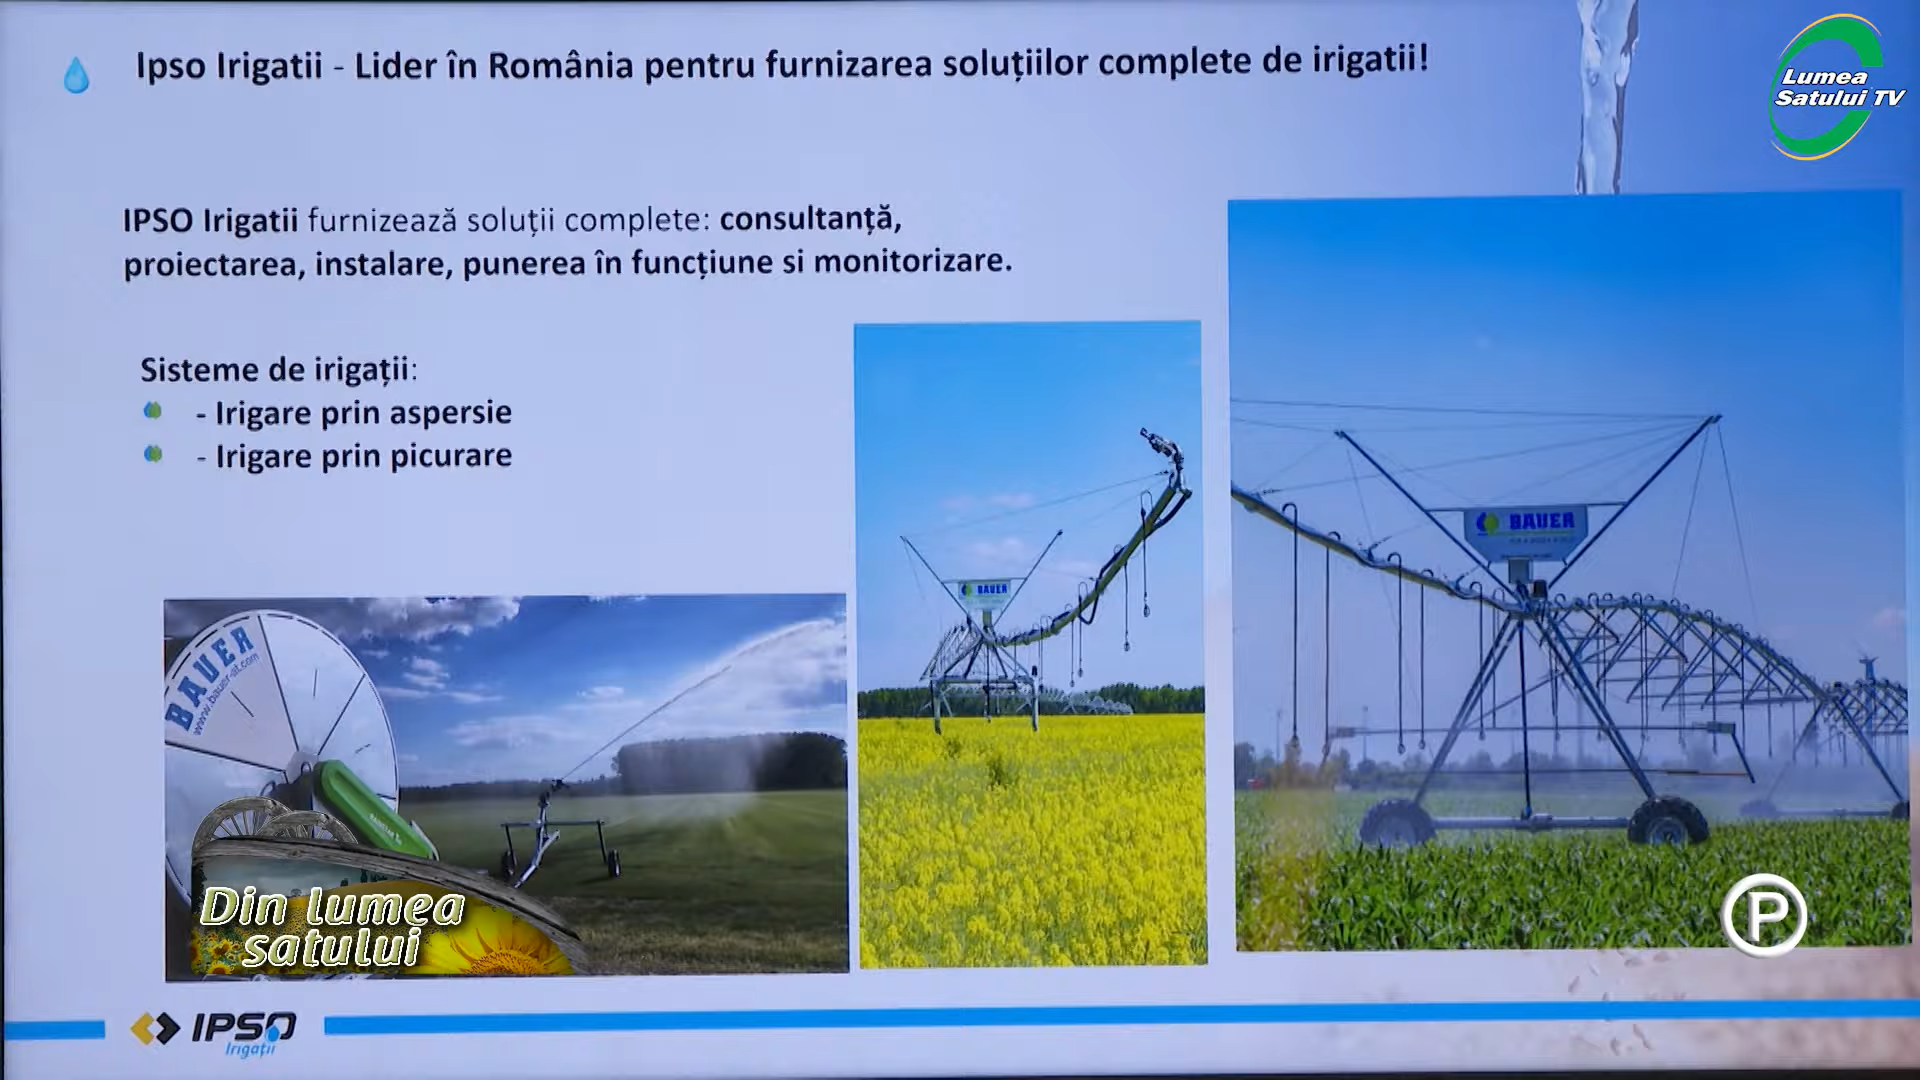 Ipso Irigatii - Lider în România pentru furnizarea soluțiilor complete de irigatii!
Lumea
Satului TV
IPSO Irigatii furnizează soluții complete: consultanță,
proiectarea, instalare, punerea în funcțiune si monitorizare.
Sisteme de irigații:
- Irigare prin aspersie
- Irigare prin picurare
BAUER
BAUER
BAUER
www.bauer-at.com
Din lumea
satului
P
IPSO
Irigații